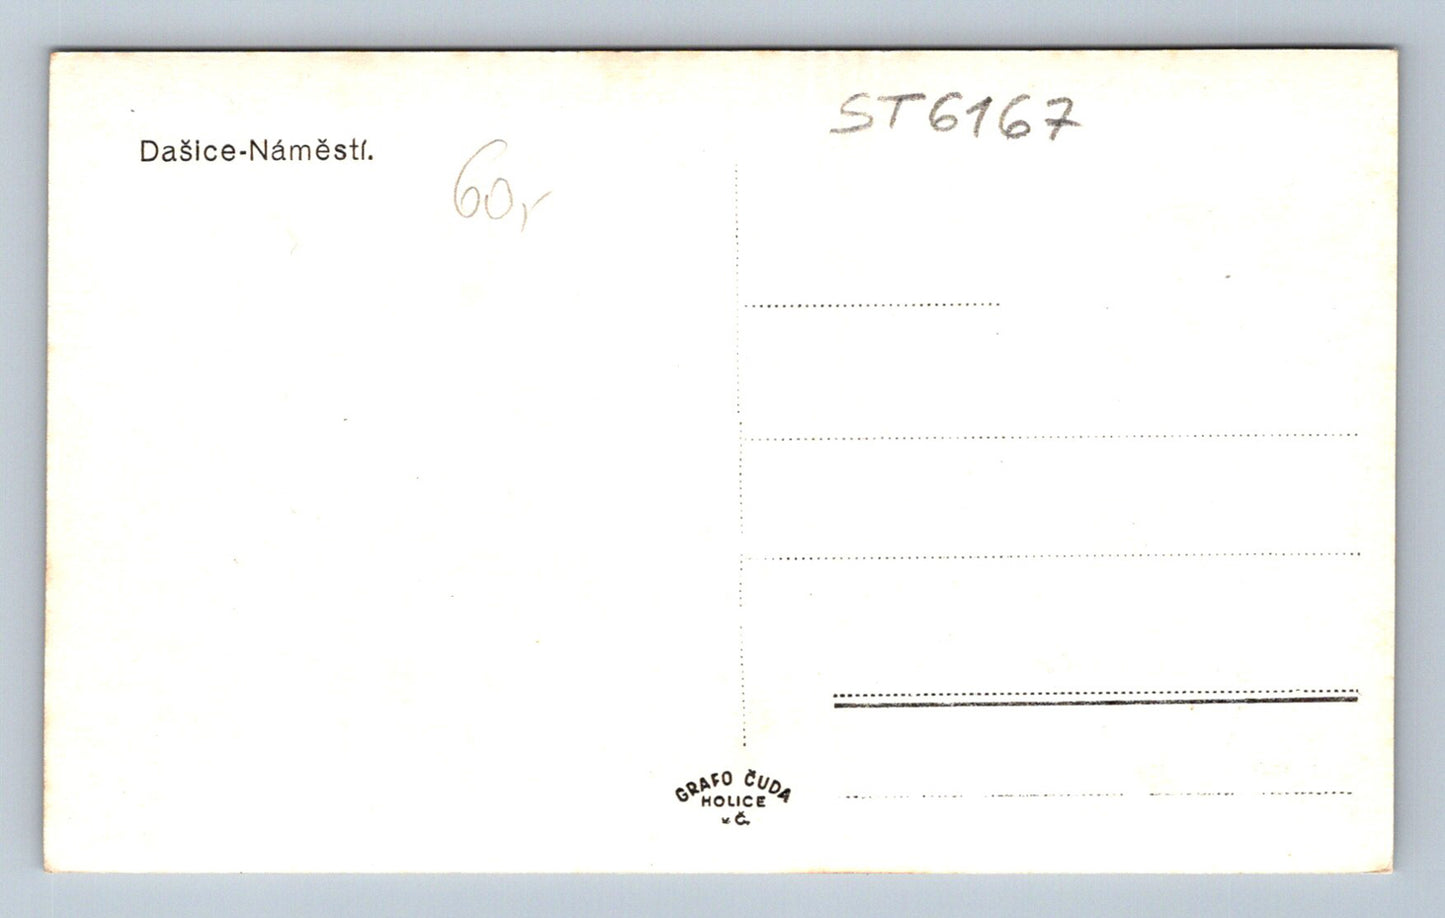 Dašice-Náměstí.
60,-
ST6167
GRAFO ČUDA
HOLICE
v Č.